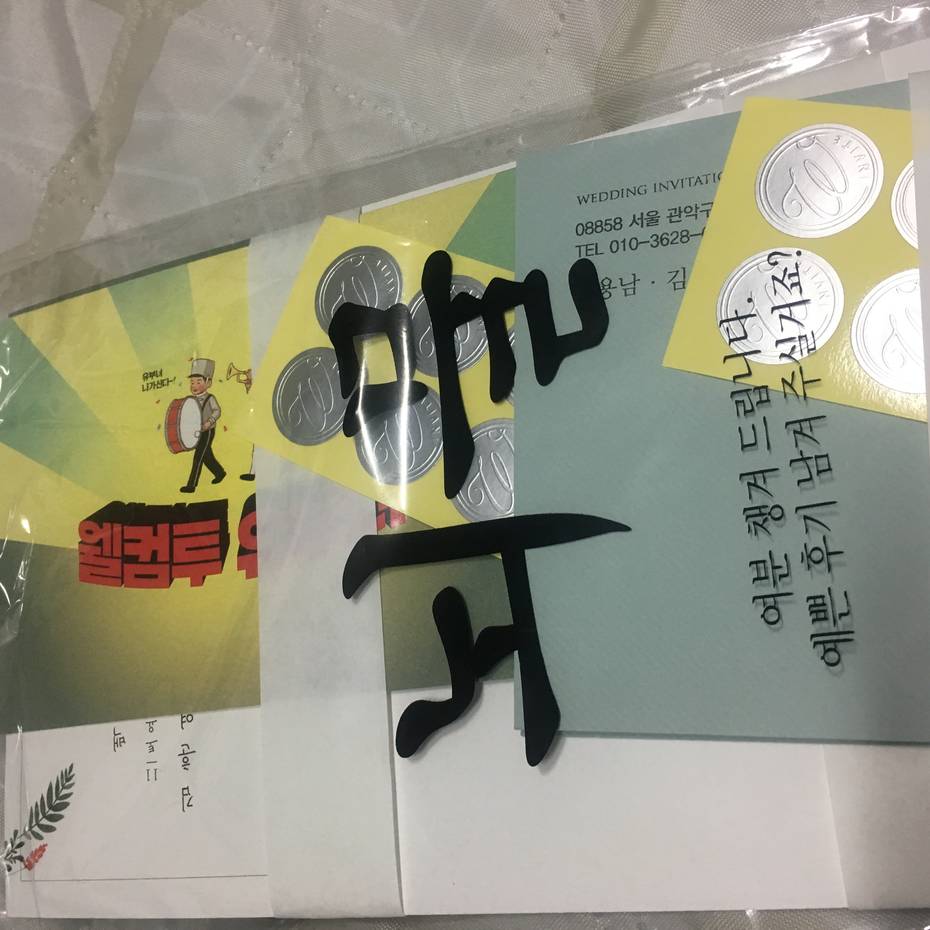 뇌물
여분 챙겨 드립니다.
예쁜 후기 남겨 주실거죠?
WEDDING INVITATIO
08858 서울 관악구
TEL 010-3628-
용남 · 김
유부녀
나가신다~!
웰컴투